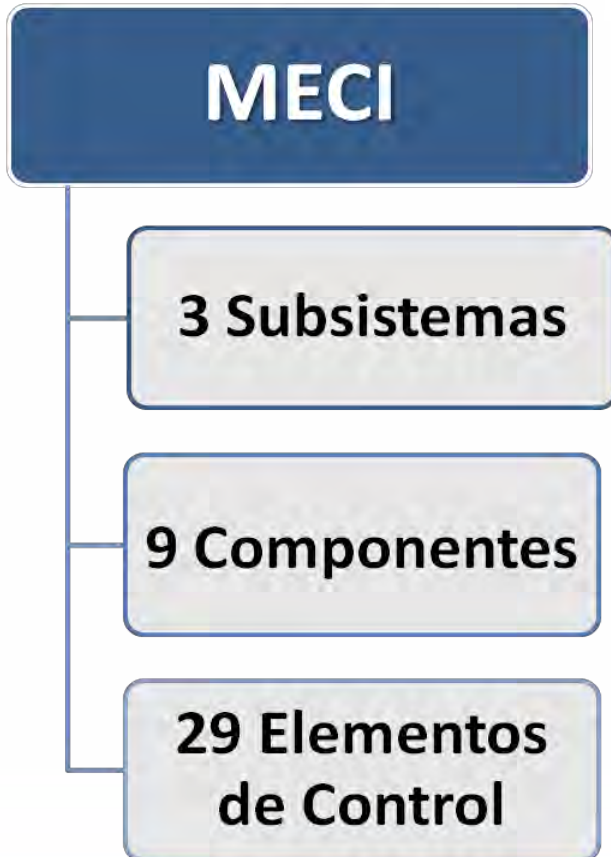 MECI
3 Subsistemas
9 Componentes
29 Elementos
de Control